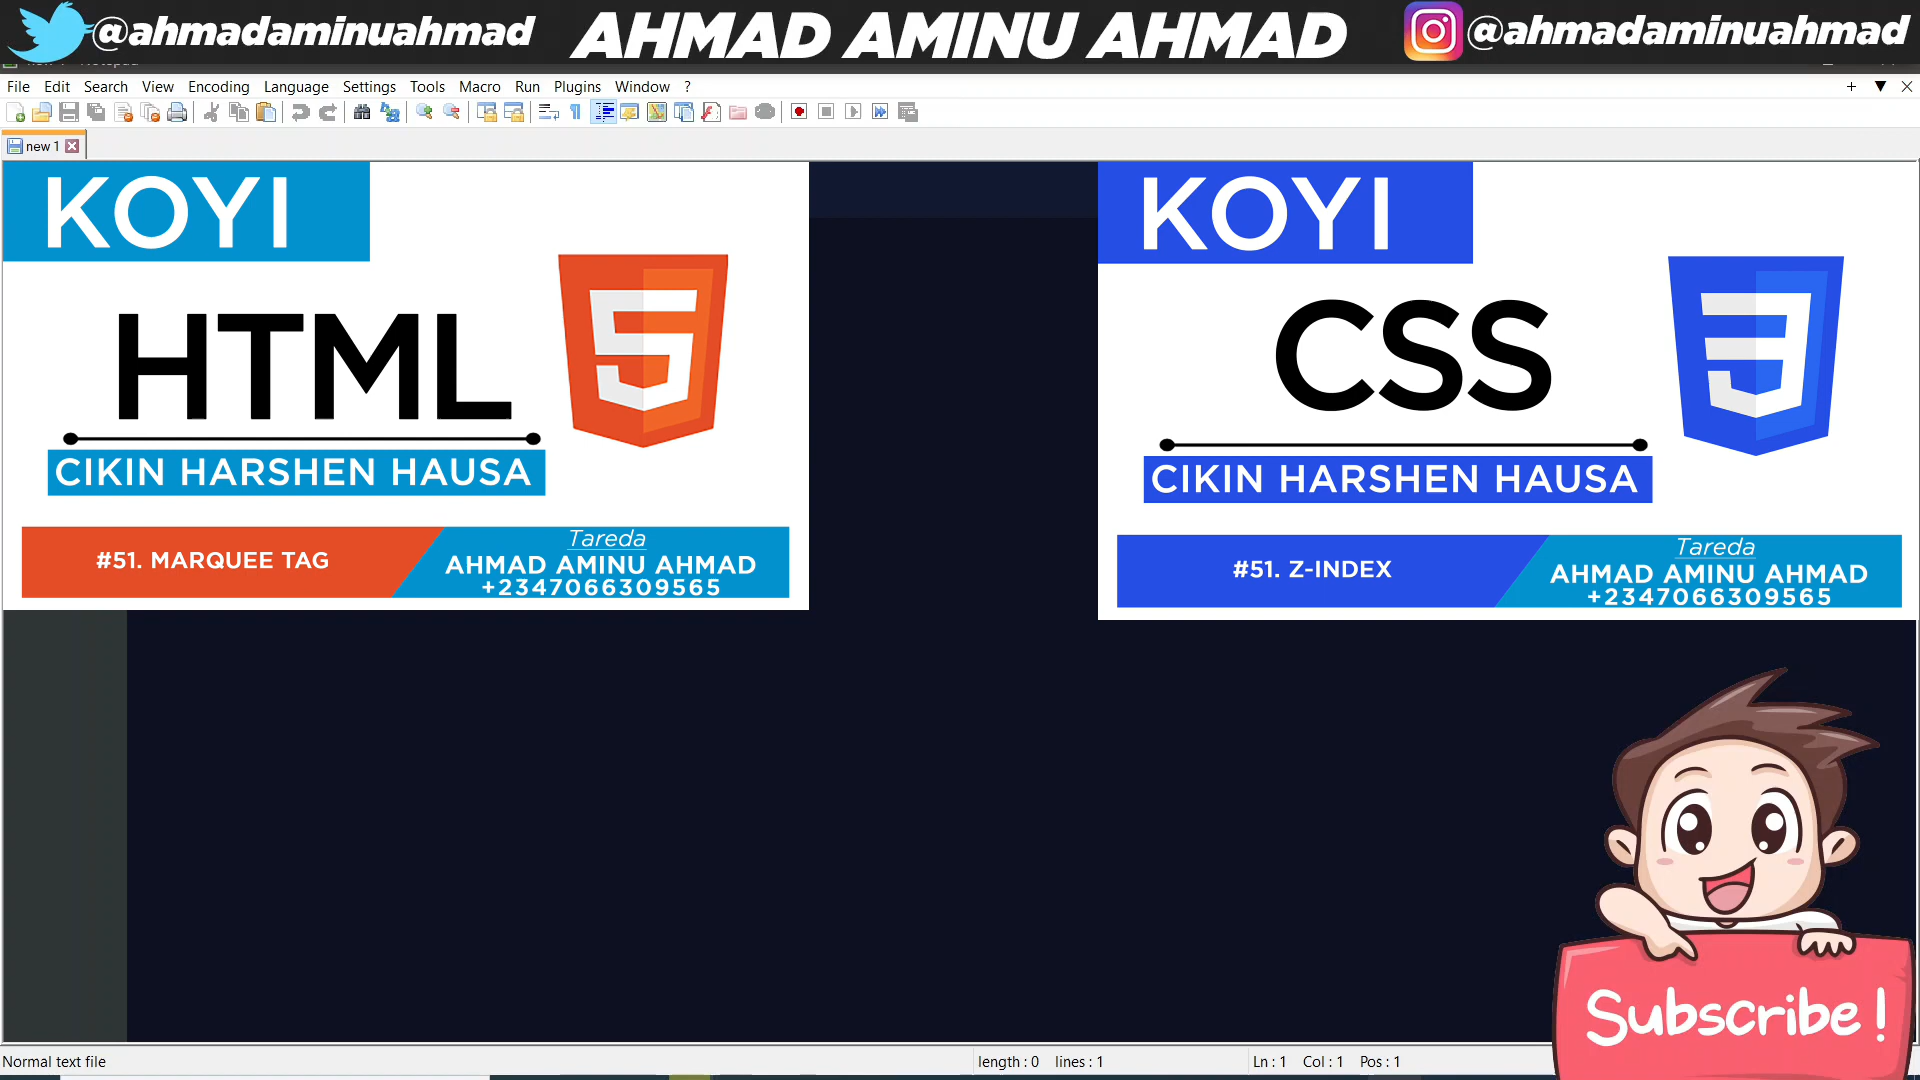 @ahmadaminuahmad AHMAD AMINU AHMAD @ahmadaminuahmad
File Edit Search View Encoding Language Settings Tools Macro Run Plugins Window ?
new 1
KOYI
HTML
CIKIN HARSHEN HAUSA
#51. MARQUEE TAG
Tareda
AHMAD AMINU AHMAD
+2347066309565
KOYI
CSS
CIKIN HARSHEN HAUSA
#51. Z-INDEX
Tareda
AHMAD AMINU AHMAD
+2347066309565
Subscribe!
Normal text file length : 0 lines : 1 Ln : 1 Col : 1 Pos : 1